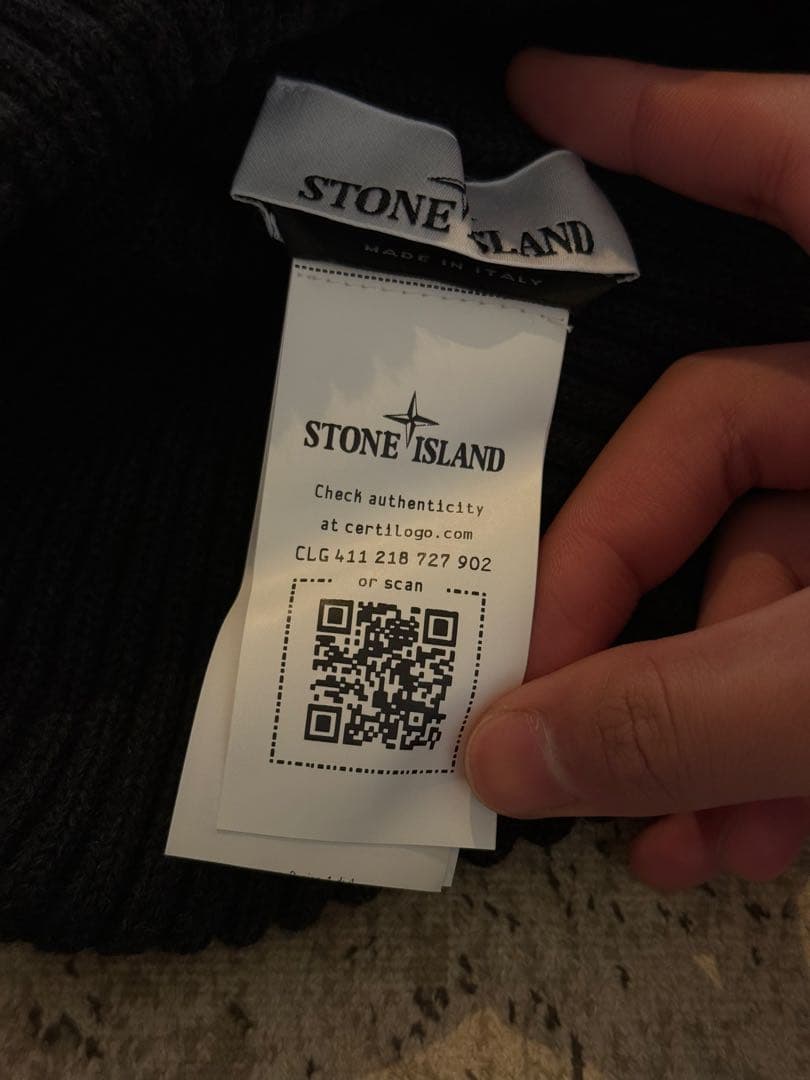 STONE ISLAND
MADE IN ITALY
STONE ISLAND
Check authenticity
at certilogo.com
CLG 411 218 727 902
or scan